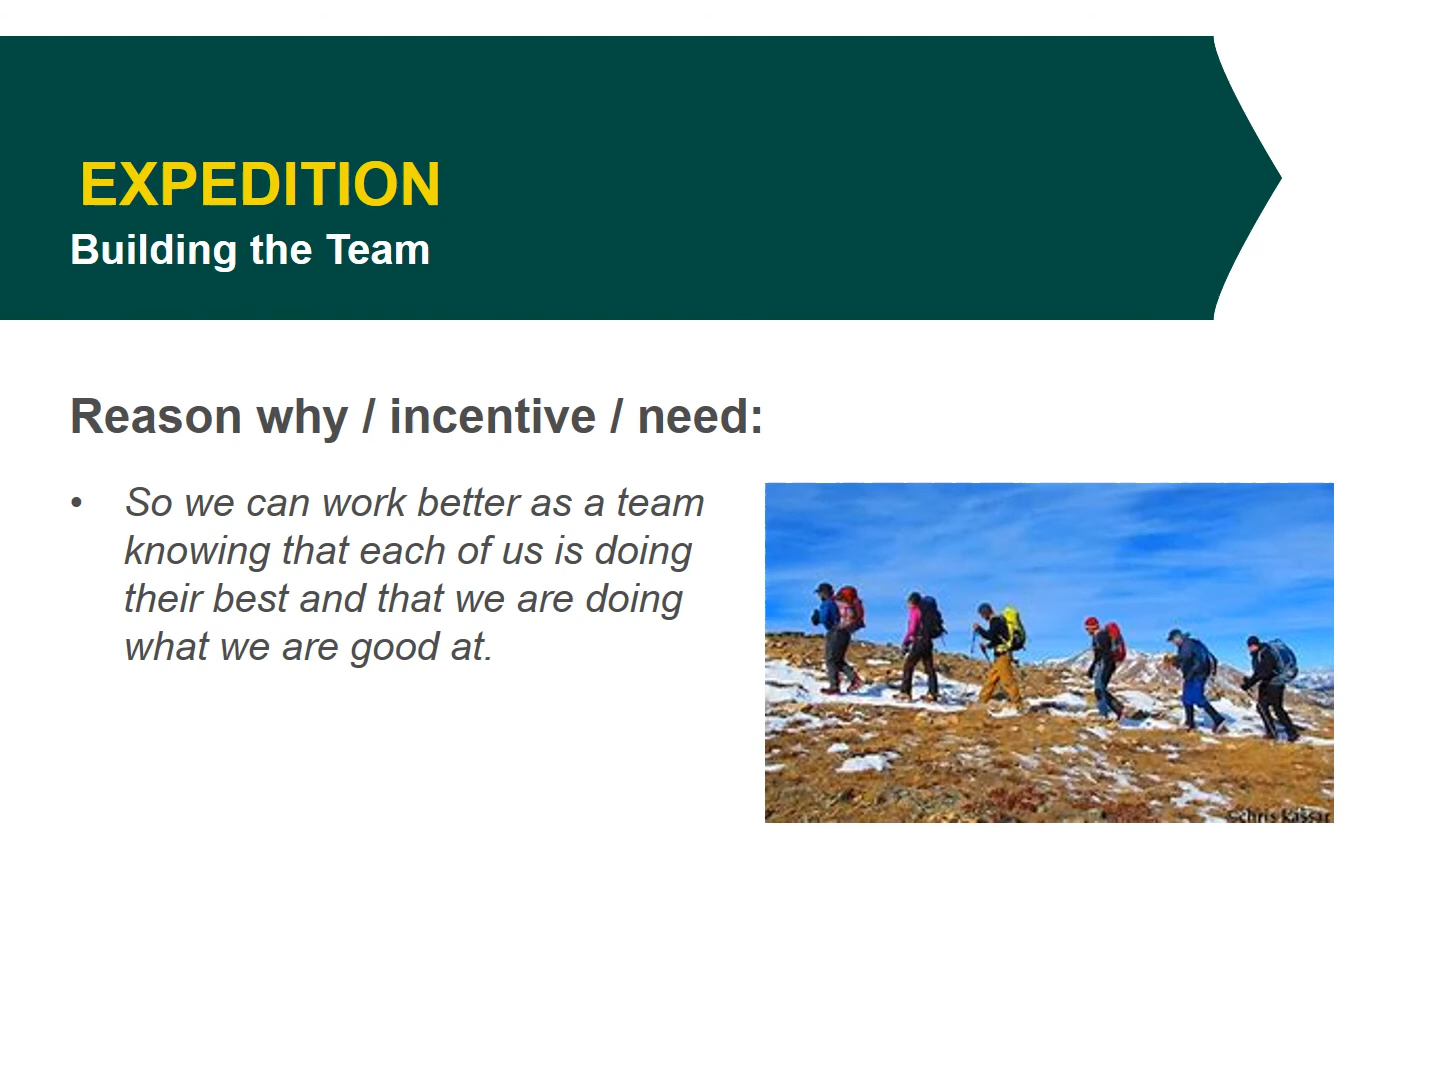 EXPEDITION
Building the Team
Reason why / incentive / need:
• So we can work better as a team
knowing that each of us is doing
their best and that we are doing
what we are good at.
©chris kassar